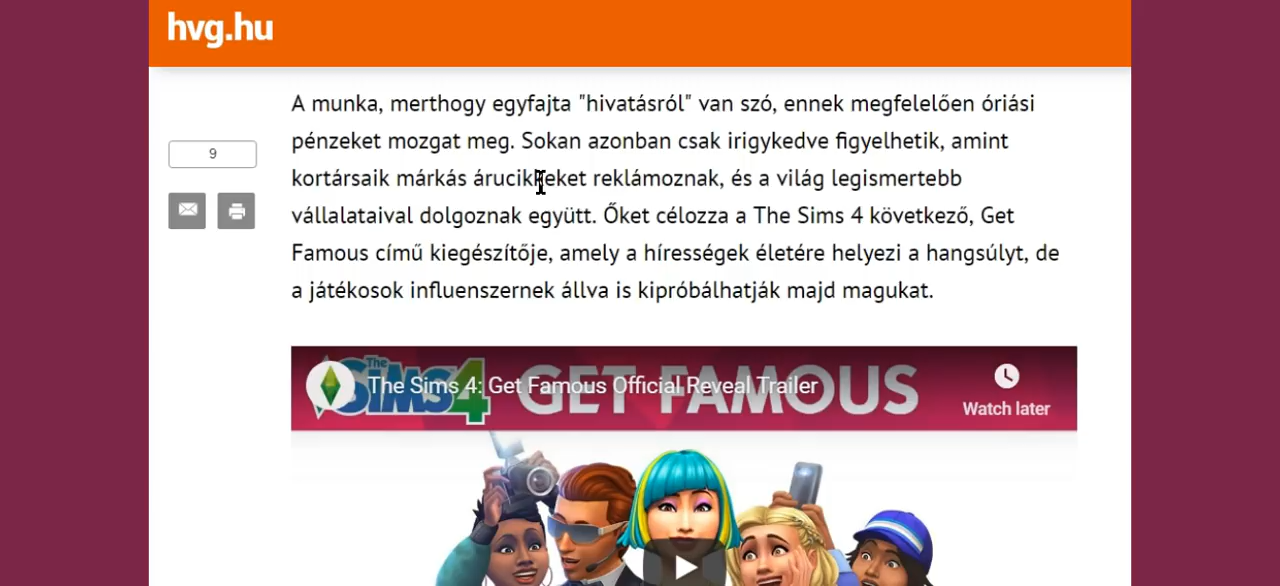 hvg.hu
A munka, merthogy egyfajta "hivatásról" van szó, ennek megfelelően óriási
pénzeket mozgat meg. Sokan azonban csak irigykedve figyelhetik, amint
9
kortársaik márkás árucikkeket reklámoznak, és a világ legismertebb
vállalataival dolgoznak együtt. Őket célozza a The Sims 4 következő, Get
Famous című kiegészítője, amely a hírességek életére helyezi a hangsúlyt, de
a játékosok influenszernek állva is kipróbálhatják majd magukat.
The Sims 4 GET FAMOUS
The Sims 4: Get Famous Official Reveal Trailer
Watch later